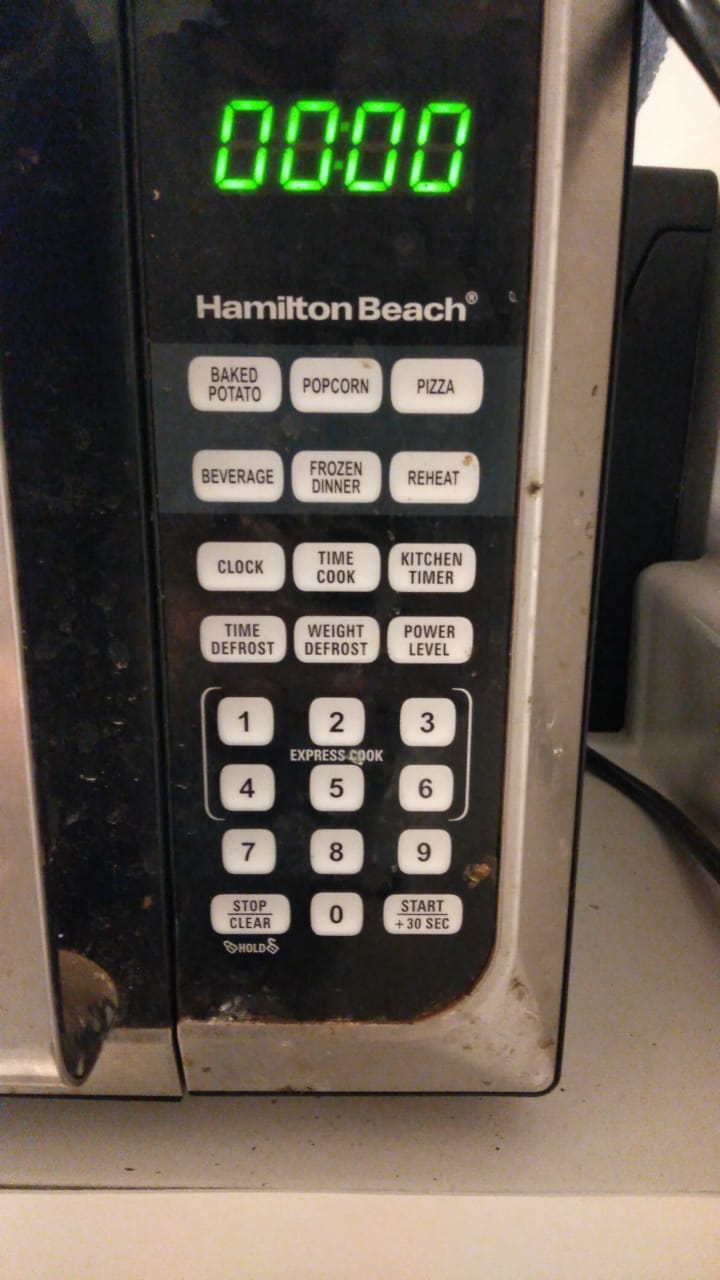 00:00
Hamilton Beach®
BAKED POTATO
POPCORN
PIZZA
BEVERAGE
FROZEN DINNER
REHEAT
CLOCK
TIME COOK
KITCHEN TIMER
TIME DEFROST
WEIGHT DEFROST
POWER LEVEL
1 2 3
EXPRESS COOK
4 5 6
7 8 9
STOP
CLEAR
0
START
+30 SEC
HOLD